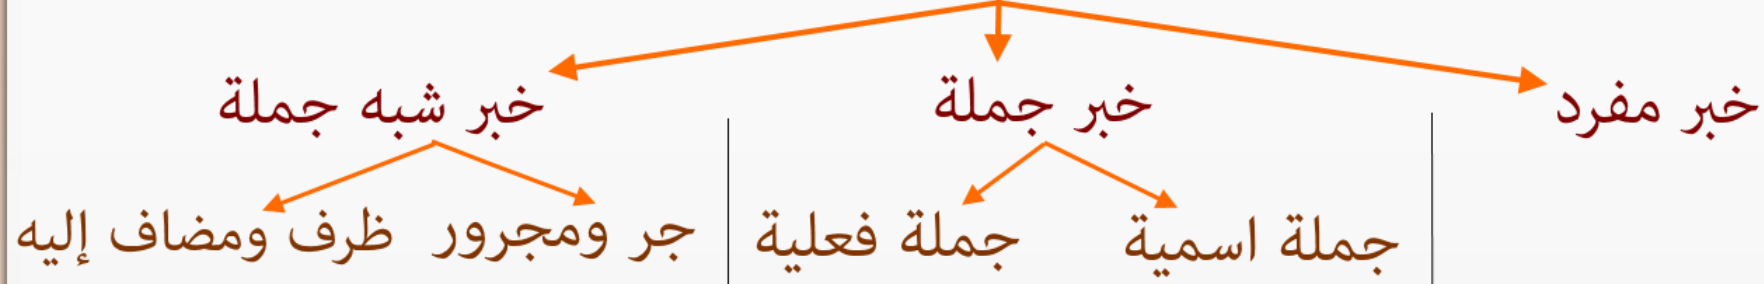 خبر مفرد خبر جملة خبر شبه جملة
جملة اسمية جملة فعلية جر ومجرور ظرف ومضاف إليه